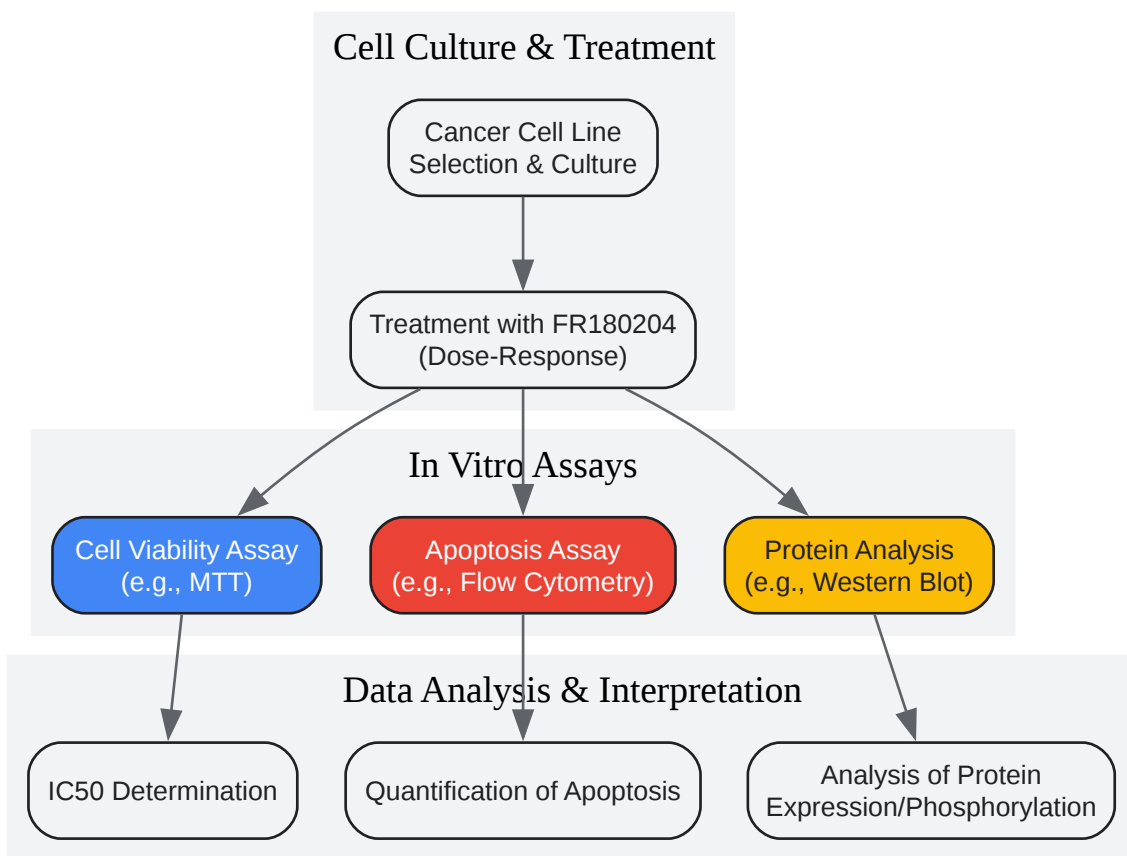 Cell Culture & Treatment
Cancer Cell Line
Selection & Culture
Treatment with FR180204
(Dose-Response)
In Vitro Assays
Cell Viability Assay
(e.g., MTT)
Apoptosis Assay
(e.g., Flow Cytometry)
Protein Analysis
(e.g., Western Blot)
Data Analysis & Interpretation
IC50 Determination
Quantification of Apoptosis
Analysis of Protein
Expression/Phosphorylation